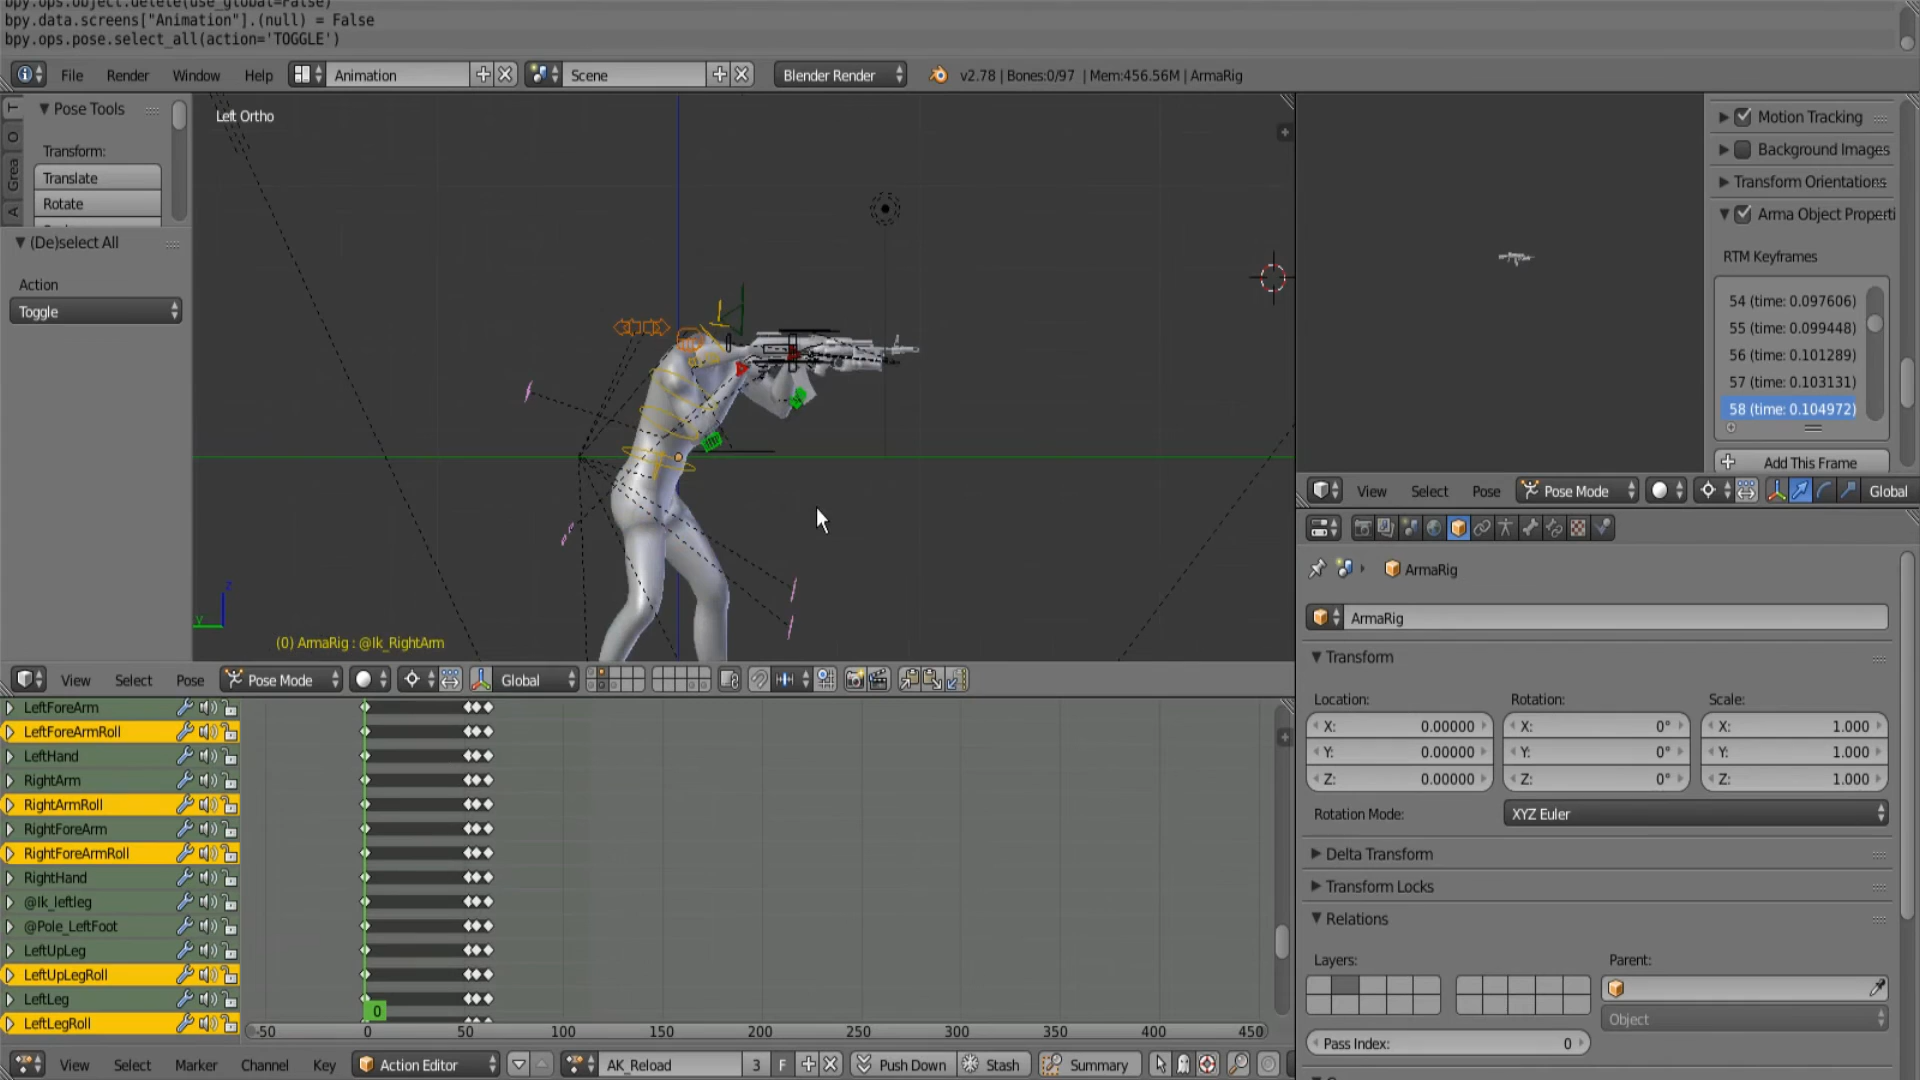 bpy.ops.object.delete(use_global=False)
bpy.data.screens["Animation"].(null) = False
bpy.ops.pose.select_all(action='TOGGLE')
File Render Window Help Animation Scene Blender Render v2.78 | Bones:0/97 | Mem:456.56M | ArmaRig
T
O
Grea
A
Pose Tools
Transform:
Translate
Rotate
(De)select All
Action
Toggle
Left Ortho
z
y
(0) ArmaRig : @Ik_RightArm
View Select Pose Pose Mode Global
Motion Tracking
Background Images
Transform Orientations
Arma Object Properti
RTM Keyframes
54 (time: 0.097606)
55 (time: 0.099448)
56 (time: 0.101289)
57 (time: 0.103131)
58 (time: 0.104972)
Add This Frame
View Select Pose Pose Mode Global
ArmaRig
ArmaRig
Transform
Location: Rotation: Scale:
X: 0.00000 X: 0° X: 1.000
Y: 0.00000 Y: 0° Y: 1.000
Z: 0.00000 Z: 0° Z: 1.000
Rotation Mode: XYZ Euler
Delta Transform
Transform Locks
Relations
Layers: Parent:
Object
Pass Index: 0
LeftForeArm
LeftForeArmRoll
LeftHand
RightArm
RightArmRoll
RightForeArm
RightForeArmRoll
RightHand
@Ik_leftleg
@Pole_LeftFoot
LeftUpLeg
LeftUpLegRoll
LeftLeg
LeftLegRoll
0
-50 0 50 100 150 200 250 300 350 400 450
View Select Marker Channel Key Action Editor AK_Reload 3 F Push Down Stash Summary